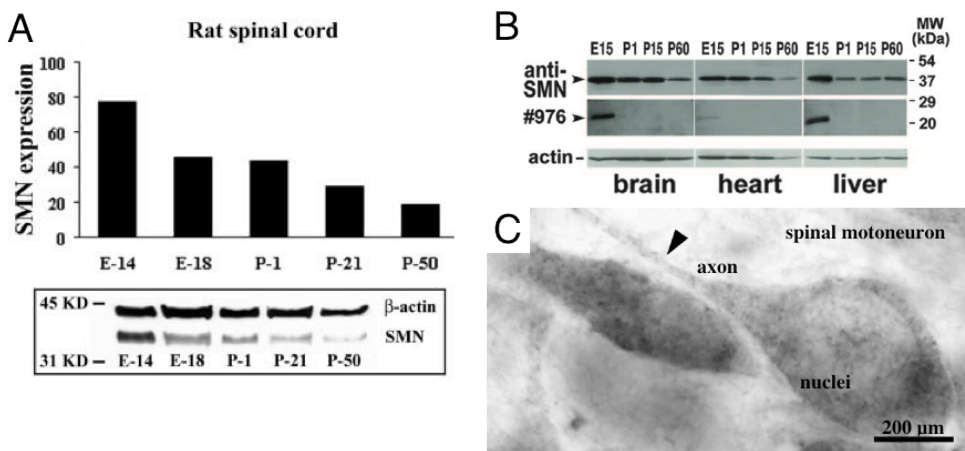 A
Rat spinal cord
SMN expression
100
80
60
40
20
0
E-14 E-18 P-1 P-21 P-50
45 KD
β-actin
SMN
31 KD
E-14 E-18 P-1 P-21 P-50
B
MW
(kDa)
E15 P1 P15 P60 E15 P1 P15 P60 E15 P1 P15 P60
anti-
SMN
#976
actin
54
37
29
20
brain heart liver
C
spinal motoneuron
axon
nuclei
200 µm